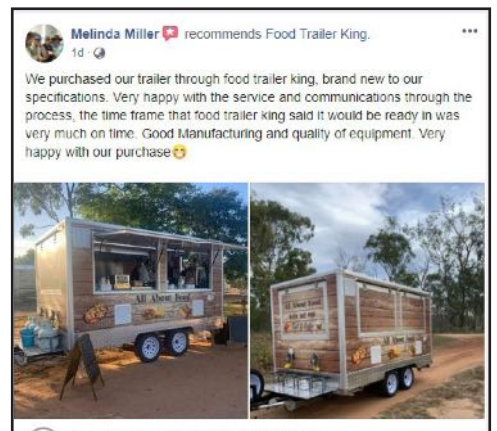 Melinda Miller recommends Food Trailer King.
1d
We purchased our trailer through food trailer king, brand new to our
specifications. Very happy with the service and communications through the
process, the time frame that food trailer king said it would be ready in was
very much on time. Good Manufacturing and quality of equipment. Very
happy with our purchase
All About Food
All About Food
All About Food